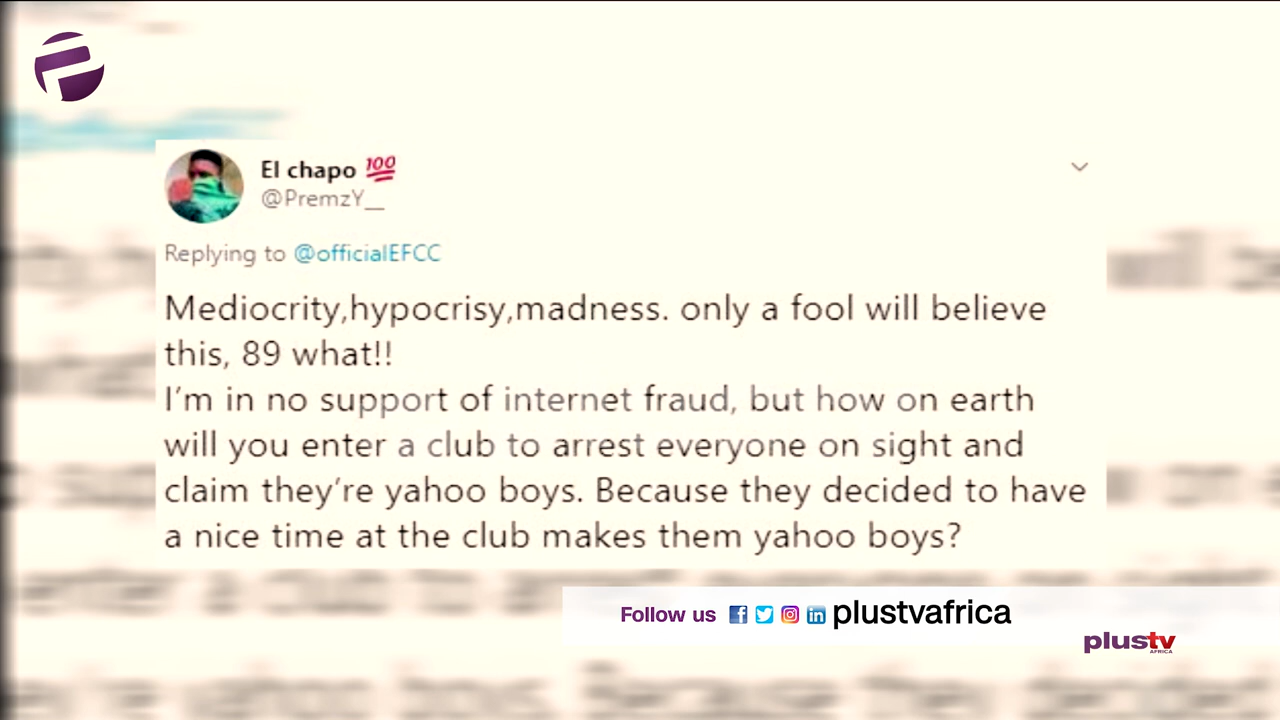 El chapo 💯
@PremzY__
Replying to @officialEFCC
Mediocrity,hypocrisy,madness. only a fool will believe
this, 89 what!!
I'm in no support of internet fraud, but how on earth
will you enter a club to arrest everyone on sight and
claim they're yahoo boys. Because they decided to have
a nice time at the club makes them yahoo boys?
Follow us plustvafrica
plustv
AFRICA